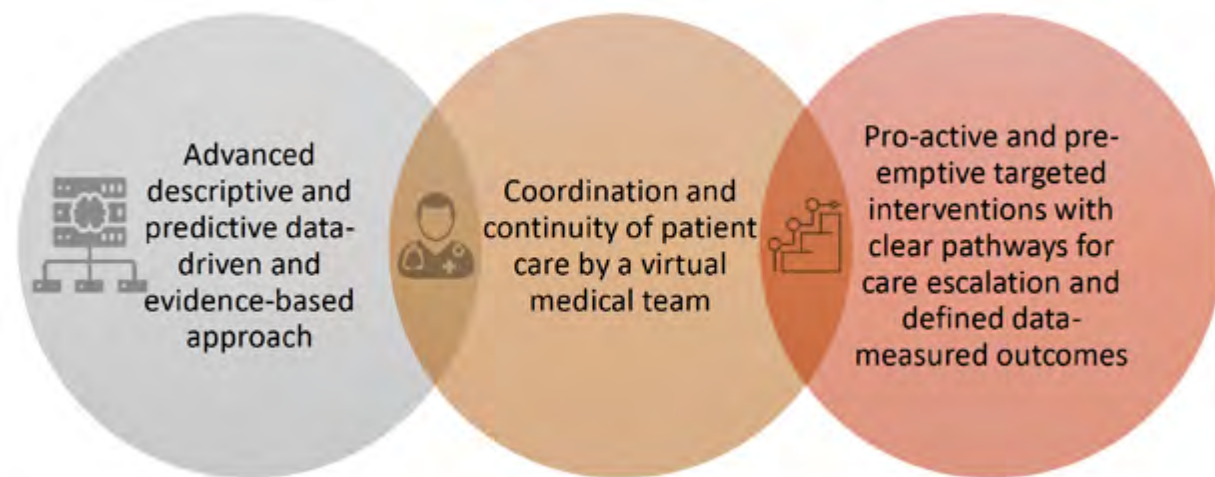 Advanced
descriptive and
predictive data-
driven and
evidence-based
approach
Coordination and
continuity of patient
care by a virtual
medical team
Pro-active and pre-
emptive targeted
interventions with
clear pathways for
care escalation and
defined data-
measured outcomes